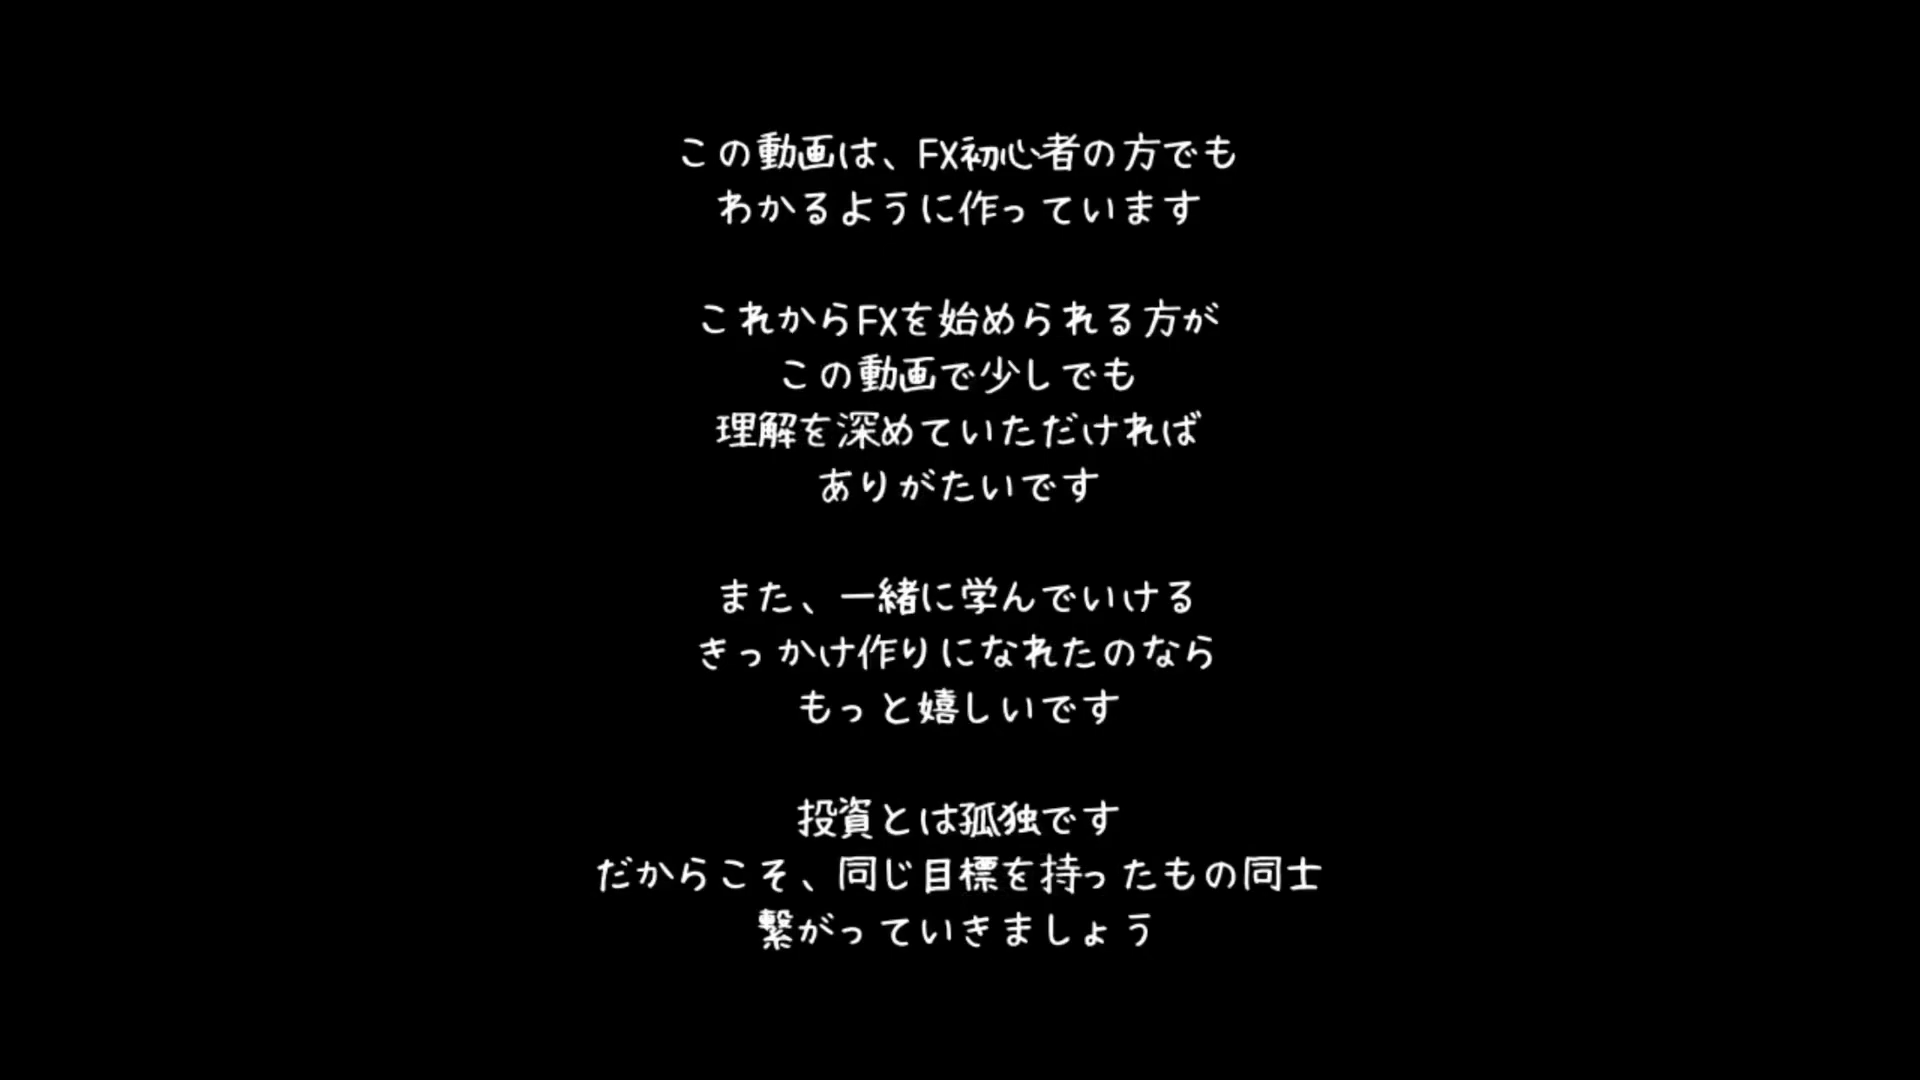 この動画は、FX初心者の方でも
わかるように作っています
これからFXを始められる方が
この動画で少しでも
理解を深めていただければ
ありがたいです
また、一緒に学んでいける
きっかけ作りになれたのなら
もっと嬉しいです
投資とは孤独です
だからこそ、同じ目標を持ったもの同士
繋がっていきましょう